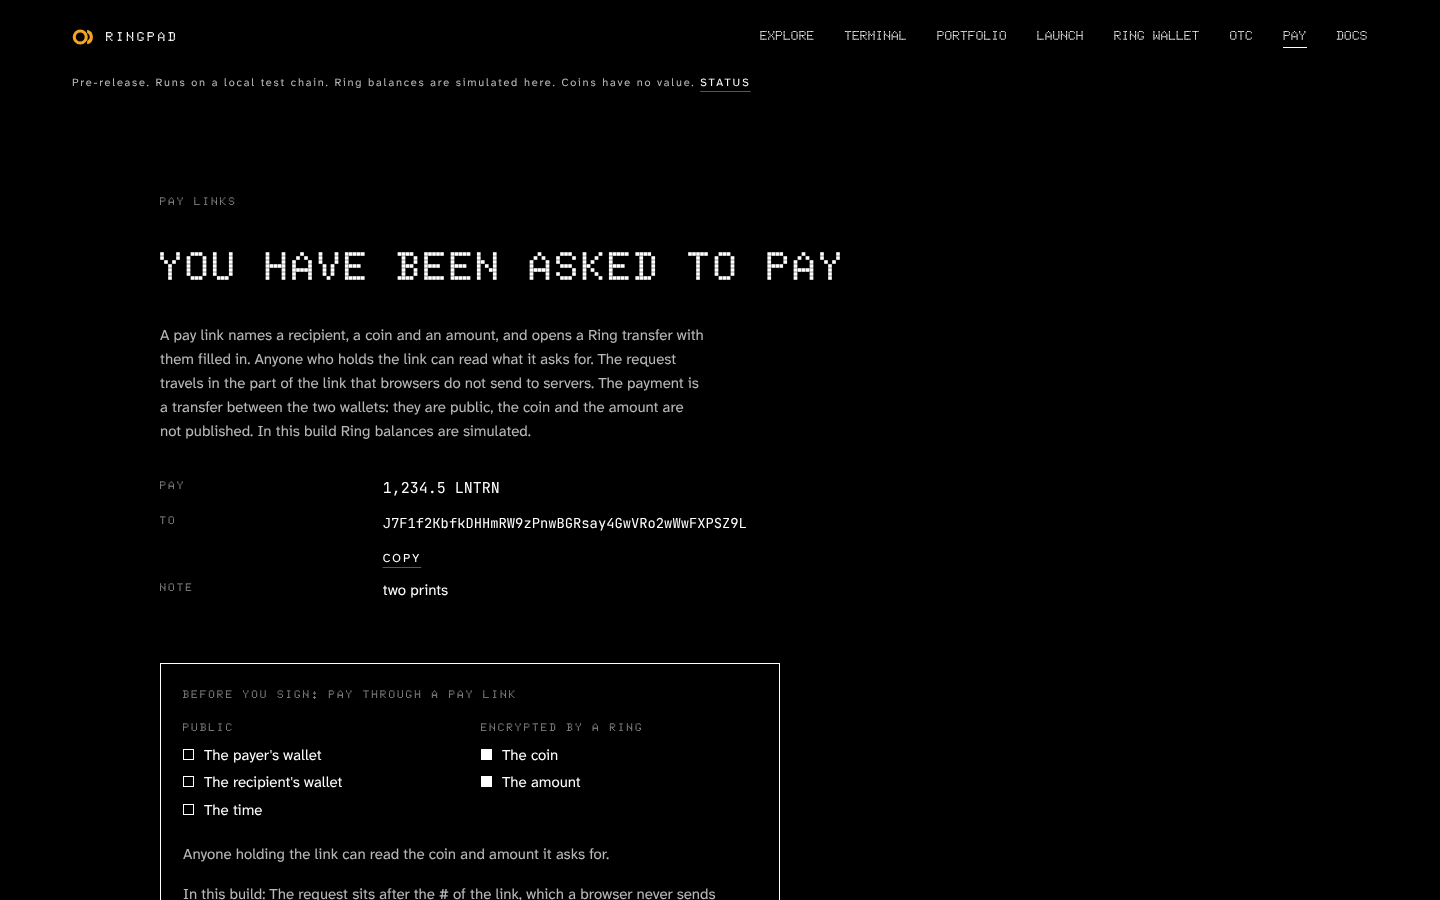 RINGPAD
EXPLORE TERMINAL PORTFOLIO LAUNCH RING WALLET OTC PAY DOCS
Pre-release. Runs on a local test chain. Ring balances are simulated here. Coins have no value. STATUS
PAY LINKS
YOU HAVE BEEN ASKED TO PAY
A pay link names a recipient, a coin and an amount, and opens a Ring transfer with
them filled in. Anyone who holds the link can read what it asks for. The request
travels in the part of the link that browsers do not send to servers. The payment is
a transfer between the two wallets: they are public, the coin and the amount are
not published. In this build Ring balances are simulated.
PAY 1,234.5 LNTRN
TO J7F1f2KbfkDHHmRW9zPnwBGRsay4GwVRo2wWwFXPSZ9L
COPY
NOTE two prints
BEFORE YOU SIGN: PAY THROUGH A PAY LINK
PUBLIC ENCRYPTED BY A RING
The payer's wallet The coin
The recipient's wallet The amount
The time
Anyone holding the link can read the coin and amount it asks for.
In this build: The request sits after the # of the link, which a browser never sends